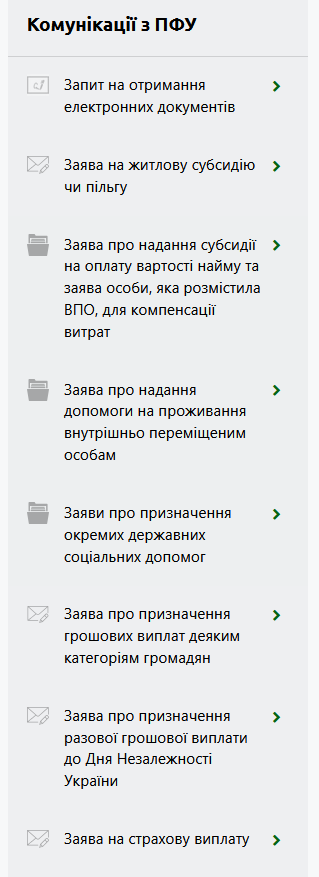 Комунікації з ПФУ
Запит на отримання
електронних документів
Заява на житлову субсидію
чи пільгу
Заява про надання субсидії
на оплату вартості найму та
заява особи, яка розмістила
ВПО, для компенсації
витрат
Заява про надання
допомоги на проживання
внутрішньо переміщеним
особам
Заяви про призначення
окремих державних
соціальних допомог
Заява про призначення
грошових виплат деяким
категоріям громадян
Заява про призначення
разової грошової виплати
до Дня Незалежності
України
Заява на страхову виплату